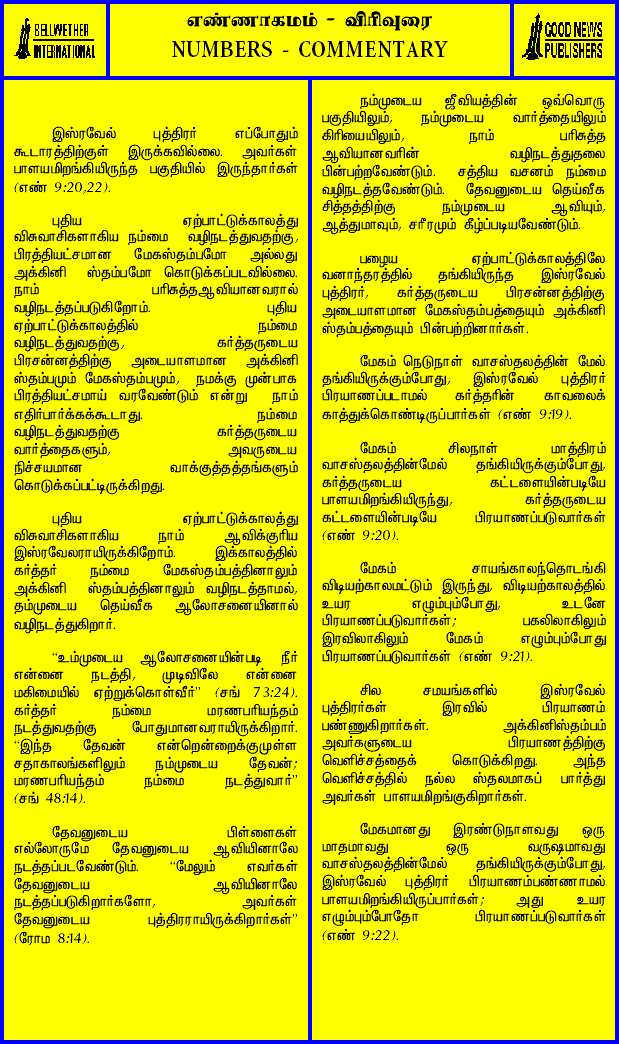 BELLWETHER
INTERNATIONAL
எண்ணாகமம் - விரிவுரை
NUMBERS - COMMENTARY
GOOD NEWS
PUBLISHERS
இஸ்ரவேல் புத்திரர் எப்போதும்
கூடாரத்திற்குள் இருக்கவில்லை. அவர்கள்
பாளயமிறங்கியிருந்த பகுதியில் இருந்தார்கள்
(எண் 9:20,22).
புதிய ஏற்பாட்டுக்காலத்து
விசுவாசிகளாகிய நம்மை வழிநடத்துவதற்கு,
பிரத்தியட்சமான மேகஸ்தம்பமோ அல்லது
அக்கினி ஸ்தம்பமோ கொடுக்கப்படவில்லை.
நாம் பரிசுத்தஆவியானவரால்
வழிநடத்தப்படுகிறோம். புதிய
ஏற்பாட்டுக்காலத்தில் நம்மை
வழிநடத்துவதற்கு, கர்த்தருடைய
பிரசன்னத்திற்கு அடையாளமான அக்கினி
ஸ்தம்பமும் மேகஸ்தம்பமும், நமக்கு முன்பாக
பிரத்தியட்சமாய் வரவேண்டும் என்று நாம்
எதிர்பார்க்கக்கூடாது. நம்மை
வழிநடத்துவதற்கு கர்த்தருடைய
வார்த்தைகளும், அவருடைய
நிச்சயமான வாக்குத்தத்தங்களும்
கொடுக்கப்பட்டிருக்கிறது.
புதிய ஏற்பாட்டுக்காலத்து
விசுவாசிகளாகிய நாம் ஆவிக்குரிய
இஸ்ரவேலராயிருக்கிறோம். இக்காலத்தில்
கர்த்தர் நம்மை மேகஸ்தம்பத்தினாலும்
அக்கினி ஸ்தம்பத்தினாலும் வழிநடத்தாமல்,
தம்முடைய தெய்வீக ஆலோசனையினால்
வழிநடத்துகிறார்.
“உம்முடைய ஆலோசனையின்படி நீர்
என்னை நடத்தி, முடிவிலே என்னை
மகிமையில் ஏற்றுக்கொள்வீர்” (சங் 73:24).
கர்த்தர் நம்மை மரணபரியந்தம்
நடத்துவதற்கு போதுமானவராயிருக்கிறார்.
“இந்த தேவன் என்றென்றைக்குமுள்ள
சதாகாலங்களிலும் நம்முடைய தேவன்;
மரணபரியந்தம் நம்மை நடத்துவார்”
(சங் 48:14).
தேவனுடைய பிள்ளைகள்
எல்லோருமே தேவனுடைய ஆவியினாலே
நடத்தப்படவேண்டும். “மேலும் எவர்கள்
தேவனுடைய ஆவியினாலே
நடத்தப்படுகிறார்களோ, அவர்கள்
தேவனுடைய புத்திரராயிருக்கிறார்கள்”
(ரோம 8:14).
நம்முடைய ஜீவியத்தின் ஒவ்வொரு
பகுதியிலும், நம்முடைய வார்த்தையிலும்
கிரியையிலும், நாம் பரிசுத்த
ஆவியானவரின் வழிநடத்துதலை
பின்பற்றவேண்டும். சத்திய வசனம் நம்மை
வழிநடத்தவேண்டும். தேவனுடைய தெய்வீக
சித்தத்திற்கு நம்முடைய ஆவியும்,
ஆத்துமாவும், சரீரமும் கீழ்ப்படியவேண்டும்.
பழைய ஏற்பாட்டுக்காலத்திலே
வனாந்தரத்தில் தங்கியிருந்த இஸ்ரவேல்
புத்திரர், கர்த்தருடைய பிரசன்னத்திற்கு
அடையாளமான மேகஸ்தம்பத்தையும் அக்கினி
ஸ்தம்பத்தையும் பின்பற்றினார்கள்.
மேகம் நெடுநாள் வாசஸ்தலத்தின் மேல்
தங்கியிருக்கும்போது, இஸ்ரவேல் புத்திரர்
பிரயாணப்படாமல் கர்த்தரின் காவலைக்
காத்துக்கொண்டிருப்பார்கள் (எண் 9:19).
மேகம் சிலநாள் மாத்திரம்
வாசஸ்தலத்தின்மேல் தங்கியிருக்கும்போது,
கர்த்தருடைய கட்டளையின்படியே
பாளயமிறங்கியிருந்து, கர்த்தருடைய
கட்டளையின்படியே பிரயாணப்படுவார்கள்
(எண் 9:20).
மேகம் சாயங்காலந்தொடங்கி
விடியற்காலமட்டும் இருந்து, விடியற்காலத்தில்
உயர எழும்பும்போது, உடனே
பிரயாணப்படுவார்கள்; பகலிலாகிலும்
இரவிலாகிலும் மேகம் எழும்பும்போது
பிரயாணப்படுவார்கள் (எண் 9:21).
சில சமயங்களில் இஸ்ரவேல்
புத்திரர்கள் இரவில் பிரயாணம்
பண்ணுகிறார்கள். அக்கினிஸ்தம்பம்
அவர்களுடைய பிரயாணத்திற்கு
வெளிச்சத்தைக் கொடுக்கிறது. அந்த
வெளிச்சத்தில் நல்ல ஸ்தலமாகப் பார்த்து
அவர்கள் பாளயமிறங்குகிறார்கள்.
மேகமானது இரண்டுநாளாவது ஒரு
மாதமாவது ஒரு வருஷமாவது
வாசஸ்தலத்தின்மேல் தங்கியிருக்கும்போது,
இஸ்ரவேல் புத்திரர் பிரயாணம்பண்ணாமல்
பாளயமிறங்கியிருப்பார்கள்; அது உயர
எழும்பும்போதோ பிரயாணப்படுவார்கள்
(எண் 9:22).